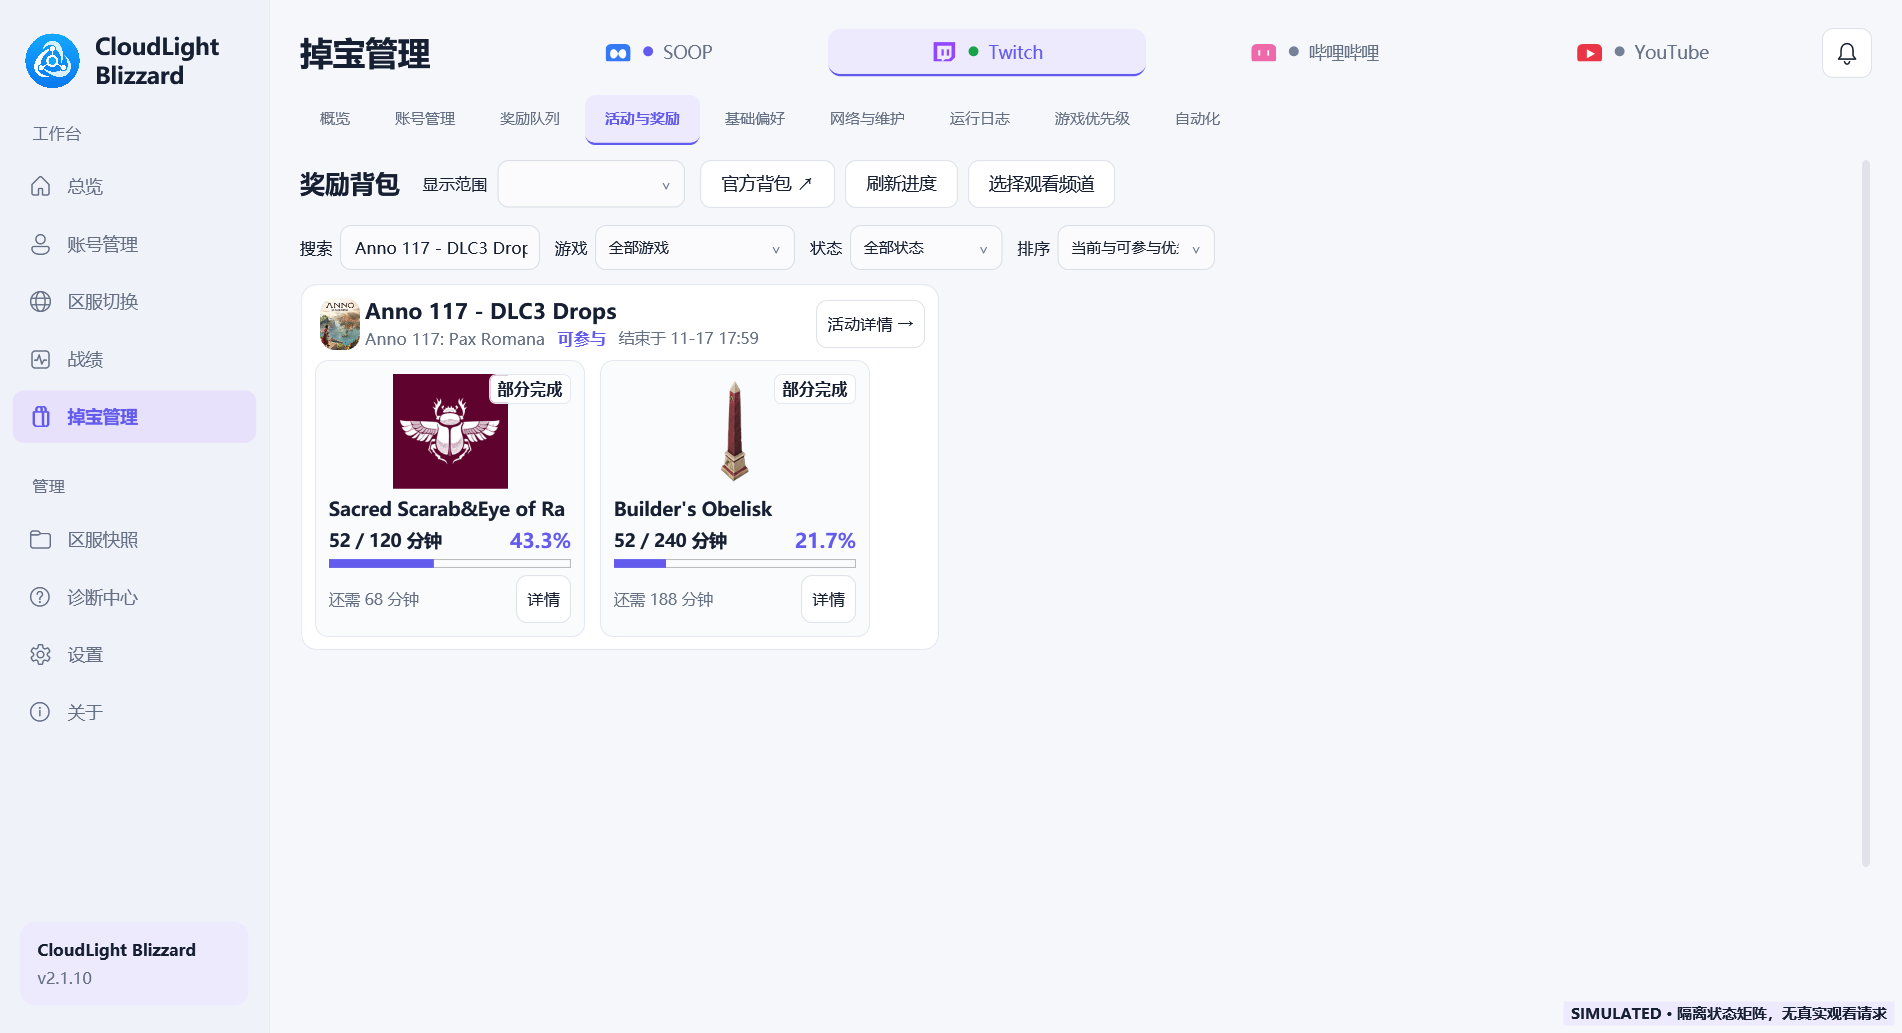 CloudLight
Blizzard
工作台
总览
账号管理
区服切换
战绩
掉宝管理
管理
区服快照
诊断中心
设置
关于
CloudLight Blizzard
v2.1.10
掉宝管理
SOOP
Twitch
哔哩哔哩
YouTube
概览
账号管理
奖励队列
活动与奖励
基础偏好
网络与维护
运行日志
游戏优先级
自动化
奖励背包
显示范围
官方背包 ↗
刷新进度
选择观看频道
搜索 Anno 117 - DLC3 Drop
游戏 全部游戏
状态 全部状态
排序 当前与可参与优
ANNO
Anno 117 - DLC3 Drops
Anno 117: Pax Romana 可参与 结束于 11-17 17:59
活动详情 →
部分完成
Sacred Scarab&Eye of Ra
52 / 120 分钟 43.3%
还需 68 分钟
详情
部分完成
Builder's Obelisk
52 / 240 分钟 21.7%
还需 188 分钟
详情
SIMULATED • 隔离状态矩阵，无真实观看请求